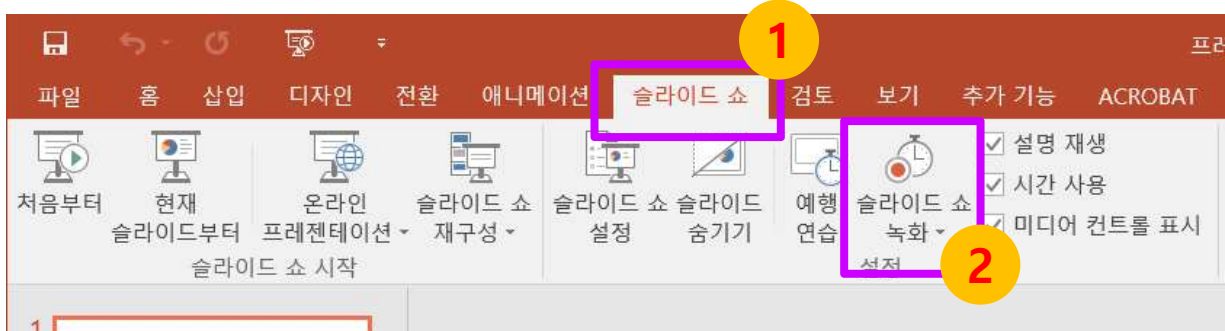 1
프레
파일 홈 삽입 디자인 전환 애니메이션 슬라이드 쇼 검토 보기 추가 기능 ACROBAT
처음부터
현재
슬라이드부터
온라인
프레젠테이션
슬라이드 쇼
재구성
슬라이드 쇼
설정
슬라이드
숨기기
예행
연습
슬라이드 쇼
녹화
설명 재생
시간 사용
미디어 컨트롤 표시
슬라이드 쇼 시작
설정
2
1